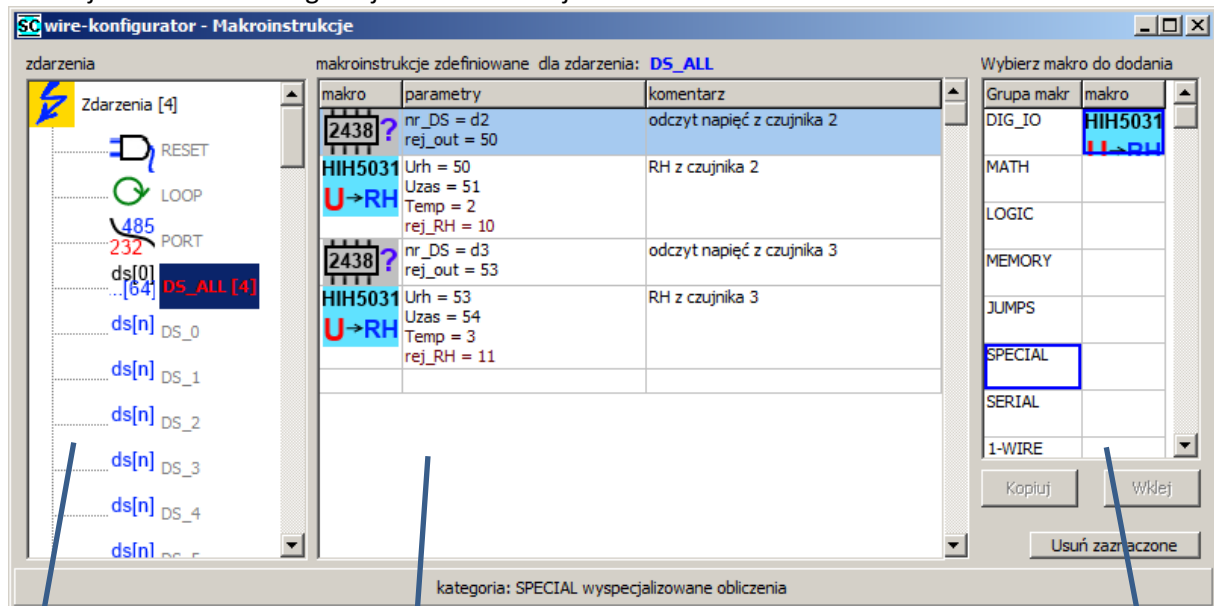 SC wire-konfigurator - Makroinstrukcje
zdarzenia
makroinstrukcje zdefiniowane dla zdarzenia: DS_ALL
Wybierz makro do dodania
Zdarzenia [4]
RESET
LOOP
485
232 PORT
ds[0]
...[64] DS_ALL [4]
ds[n] DS_0
ds[n] DS_1
ds[n] DS_2
ds[n] DS_3
ds[n] DS_4
ds[n]
makro parametry komentarz
2438 ? nr_DS = d2 odczyt napięć z czujnika 2
rej_out = 50
HIH5031 Urh = 50 RH z czujnika 2
U→RH Uzas = 51
Temp = 2
rej_RH = 10
2438 ? nr_DS = d3 odczyt napięć z czujnika 3
rej_out = 53
HIH5031 Urh = 53 RH z czujnika 3
U→RH Uzas = 54
Temp = 3
rej_RH = 11
Grupa makr makro
DIG_IO HIH5031
U→RH
MATH
LOGIC
MEMORY
JUMPS
SPECIAL
SERIAL
1-WIRE
Kopiuj Wklej
Usuń zaznaczone
kategoria: SPECIAL wyspecjalizowane obliczenia